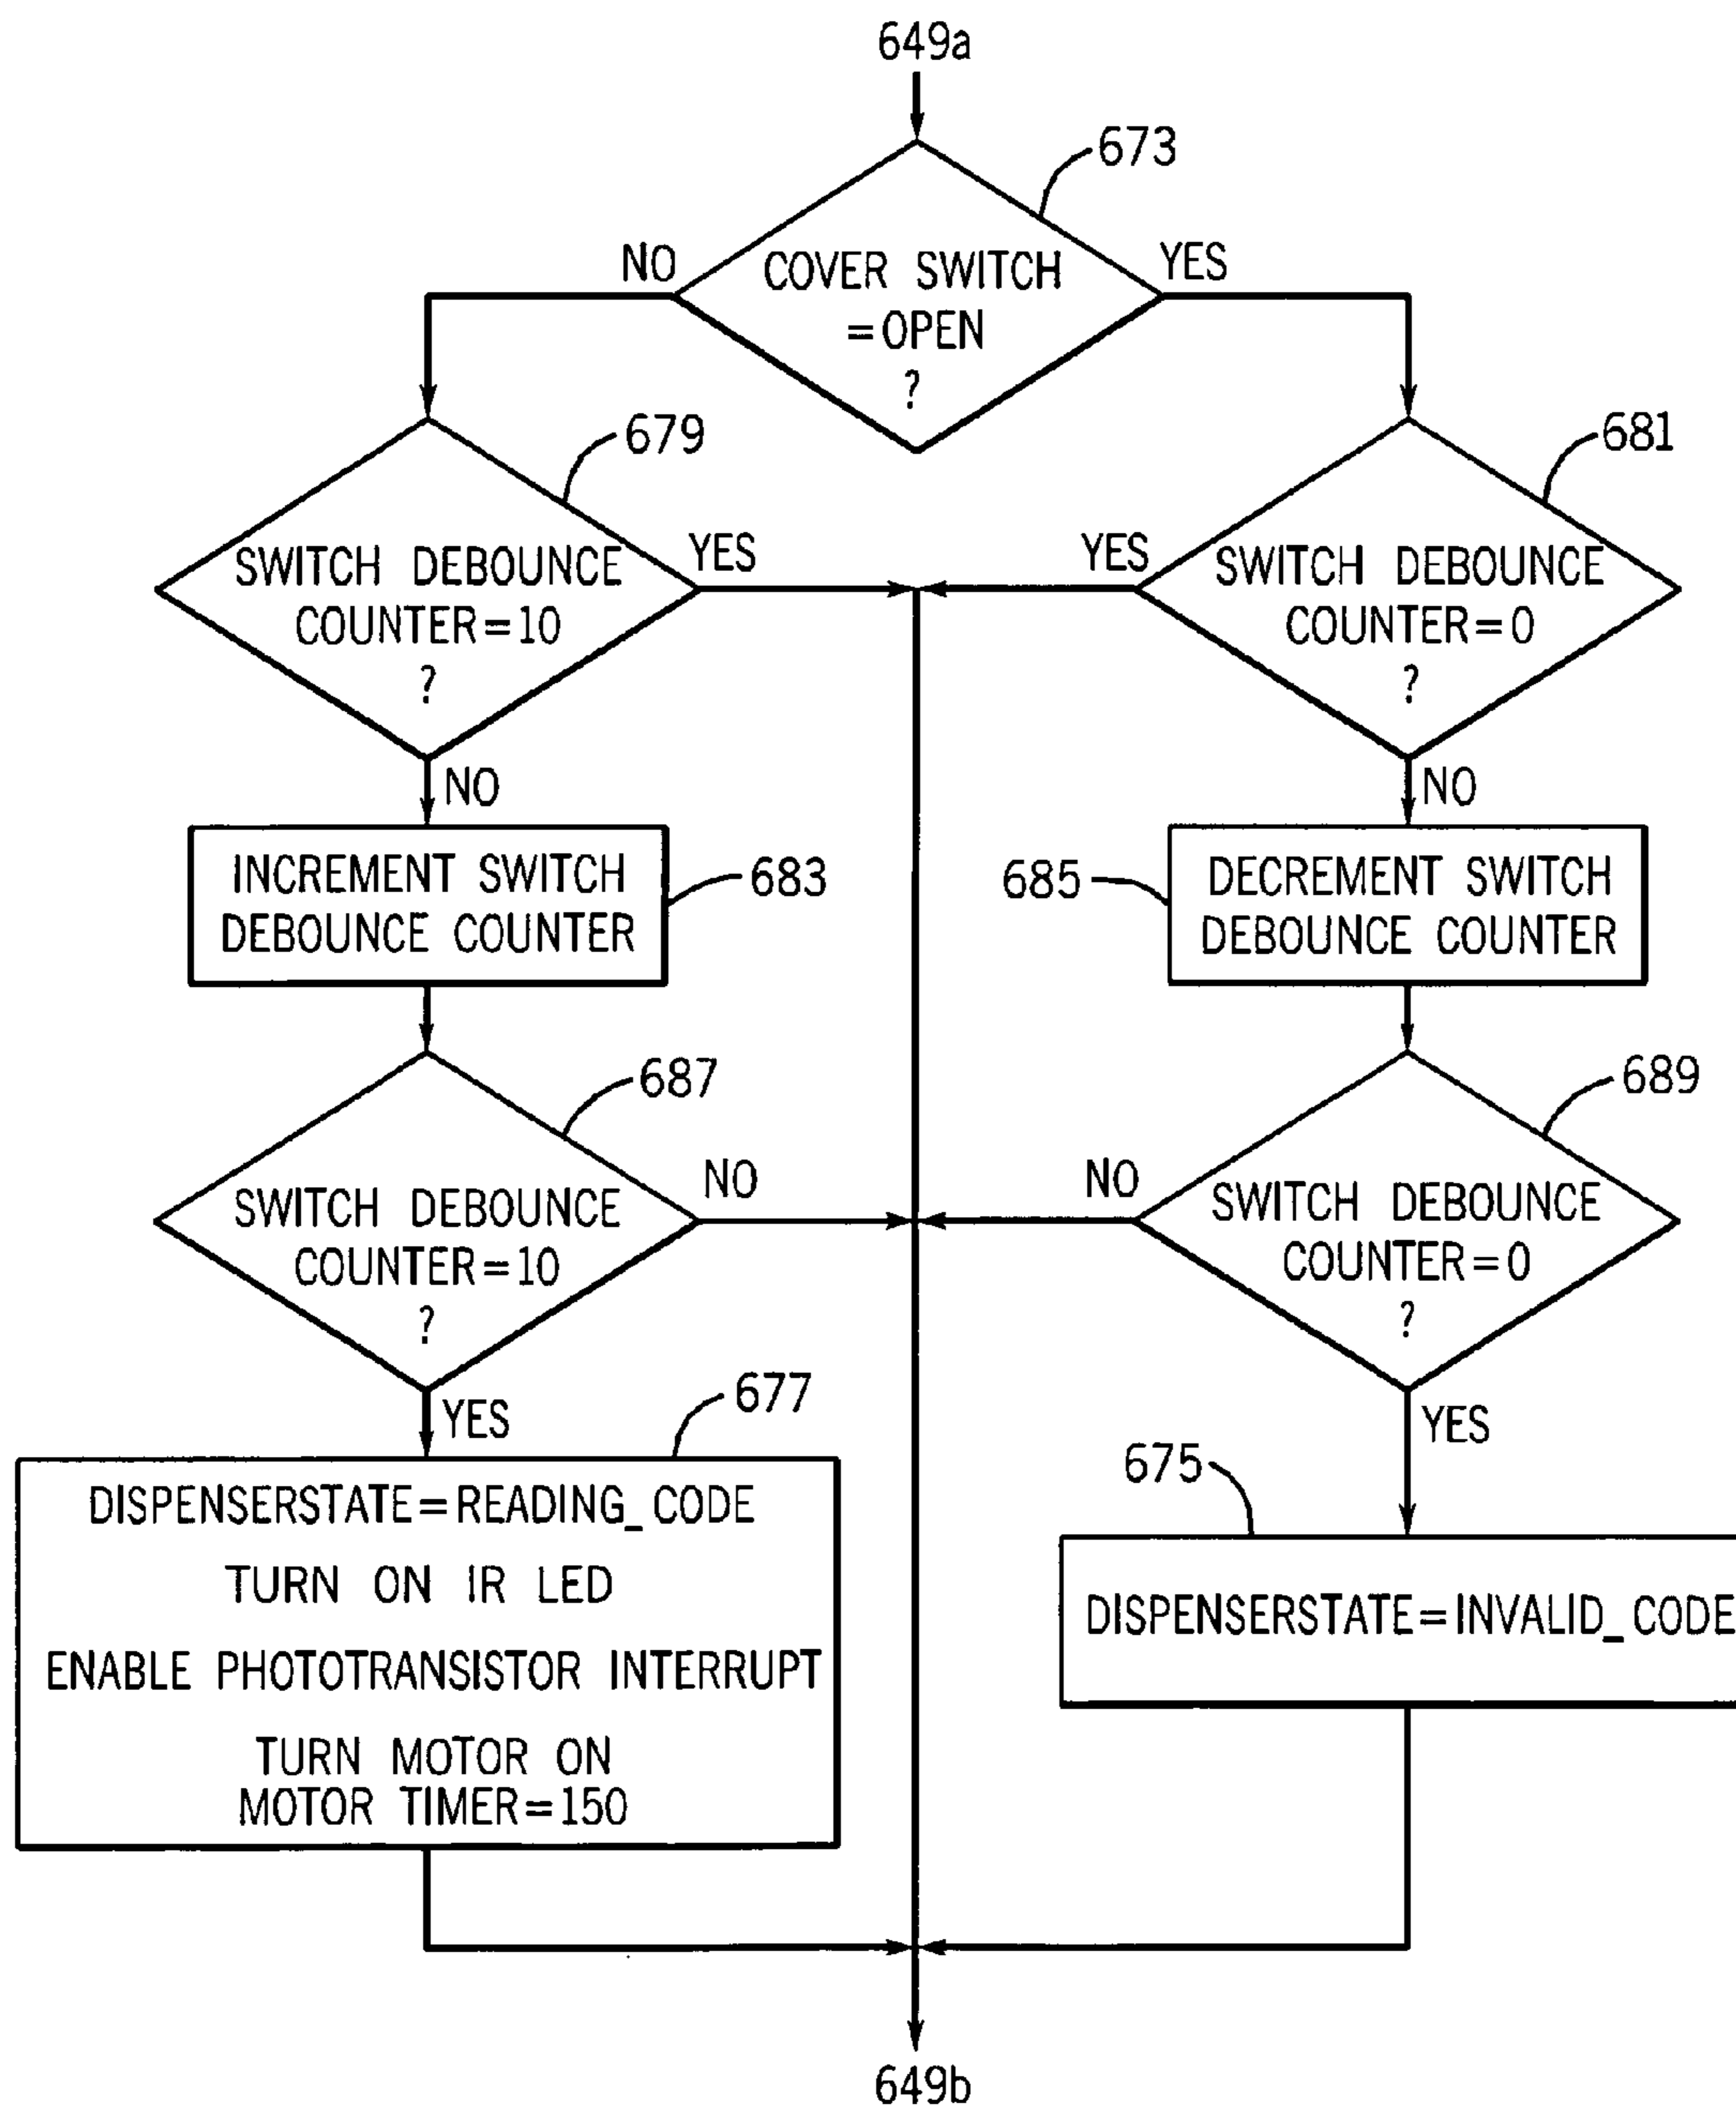 649a
673
NO
YES
COVER SWITCH
=OPEN
?
679
681
YES
YES
SWITCH DEBOUNCE
COUNTER=10
?
SWITCH DEBOUNCE
COUNTER=0
?
NO
NO
INCREMENT SWITCH
DEBOUNCE COUNTER
683
685
DECREMENT SWITCH
DEBOUNCE COUNTER
687
689
NO
NO
SWITCH DEBOUNCE
COUNTER=10
?
SWITCH DEBOUNCE
COUNTER=0
?
YES
677
YES
675
DISPENSERSTATE=READING_CODE
TURN ON IR LED
ENABLE PHOTOTRANSISTOR INTERRUPT
TURN MOTOR ON
MOTOR TIMER=150
DISPENSERSTATE=INVALID_CODE
649b